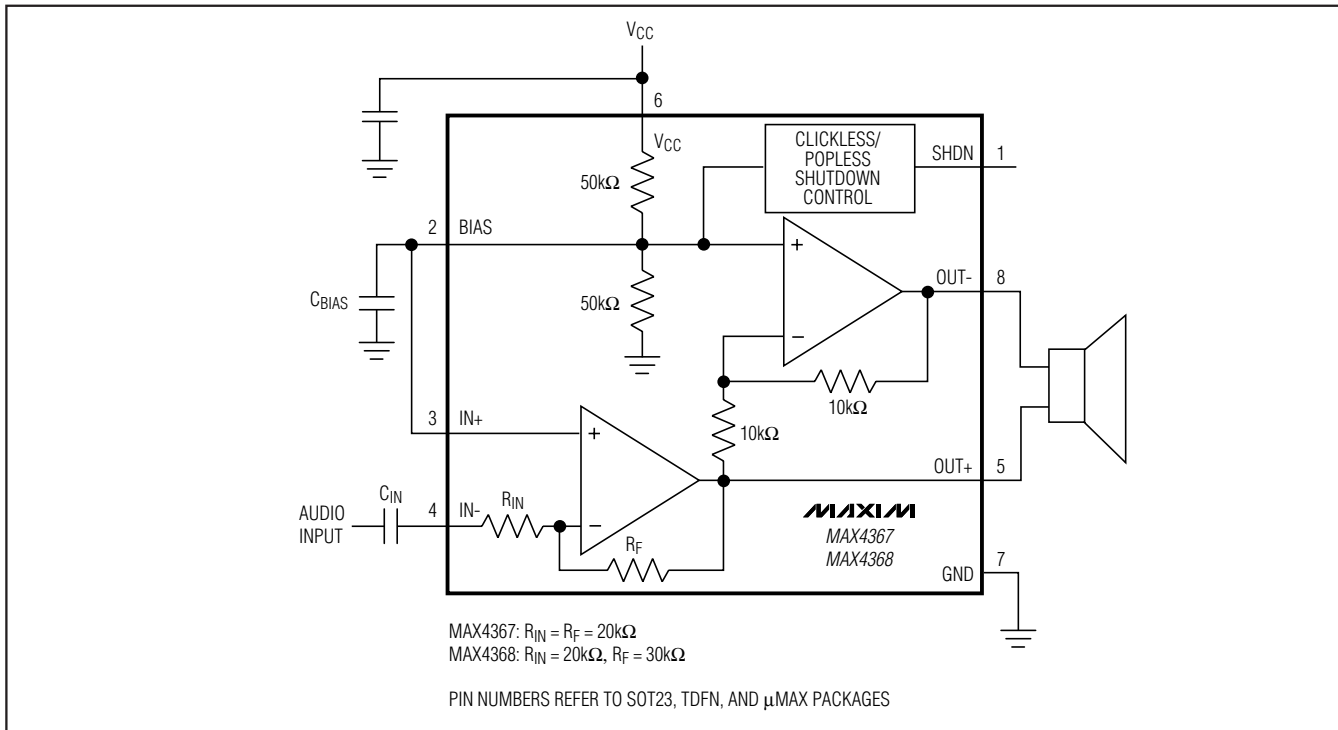 VCC
6
VCC
CLICKLESS/
POPLESS
SHUTDOWN
CONTROL
SHDN
1
50kΩ
2
BIAS
+
OUT-
8
CBIAS
50kΩ
−
10kΩ
3
IN+
+
10kΩ
OUT+
5
CIN
RIN
AUDIO
INPUT
4
IN-
−
RF
MAXIM
MAX4367
MAX4368
GND
7
MAX4367: RIN = RF = 20kΩ
MAX4368: RIN = 20kΩ, RF = 30kΩ
PIN NUMBERS REFER TO SOT23, TDFN, AND μMAX PACKAGES